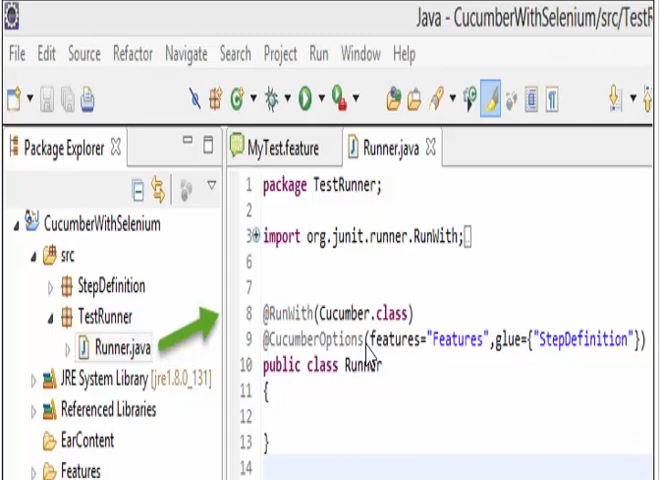 Java - CucumberWithSelenium/src/TestR
File Edit Source Refactor Navigate Search Project Run Window Help
Package Explorer
MyTest.feature Runner.java
CucumberWithSelenium
src
StepDefinition
TestRunner
Runner.java
JRE System Library [jre1.8.0_131]
Referenced Libraries
EarContent
Features
1 package TestRunner;
2
3 import org.junit.runner.RunWith;
6
7
8 @RunWith(Cucumber.class)
9 @CucumberOptions(features="Features",glue={"StepDefinition"})
10 public class Runner
11 {
12
13 }
14